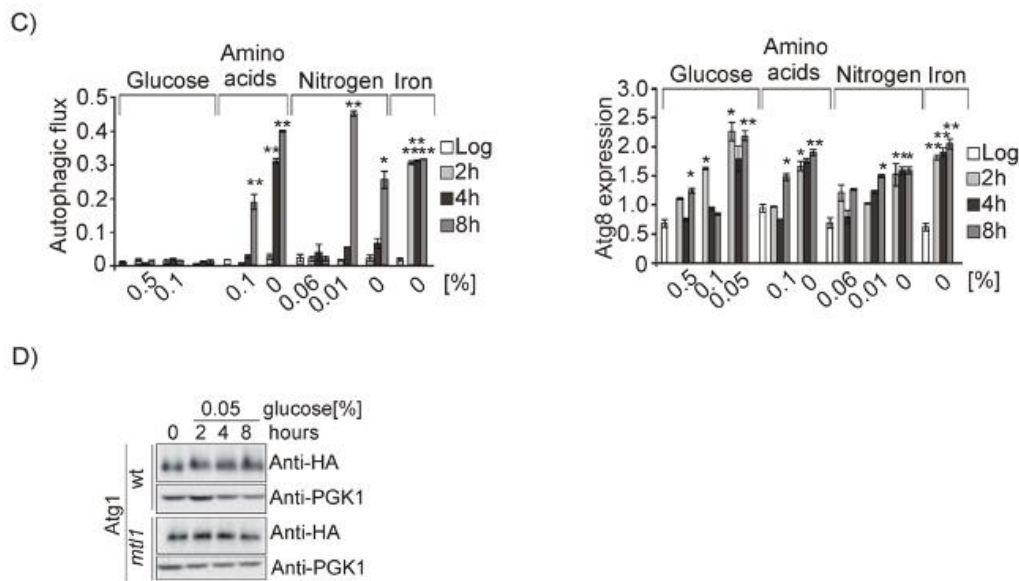 C)
Glucose
Amino
acids
Nitrogen
Iron
Autophagic flux
0.5
0.4
0.3
0.2
0.1
0
** ** ** ** * ** ****
Log
2h
4h
8h
0.5 0.1 0.1 0 0.06 0.01 0 0 [%]
Glucose
Amino
acids
Nitrogen
Iron
Atg8 expression
3.0
2.5
2.0
1.5
1.0
0.5
0
* * * ** * * ** * ** * ** ** **
Log
2h
4h
8h
0.5 0.1 0.05 0.1 0 0.06 0.01 0 0 [%]
D)
0.05 glucose[%]
0 2 4 8 hours
Atg1
wt
Anti-HA
Anti-PGK1
mtl1
Anti-HA
Anti-PGK1